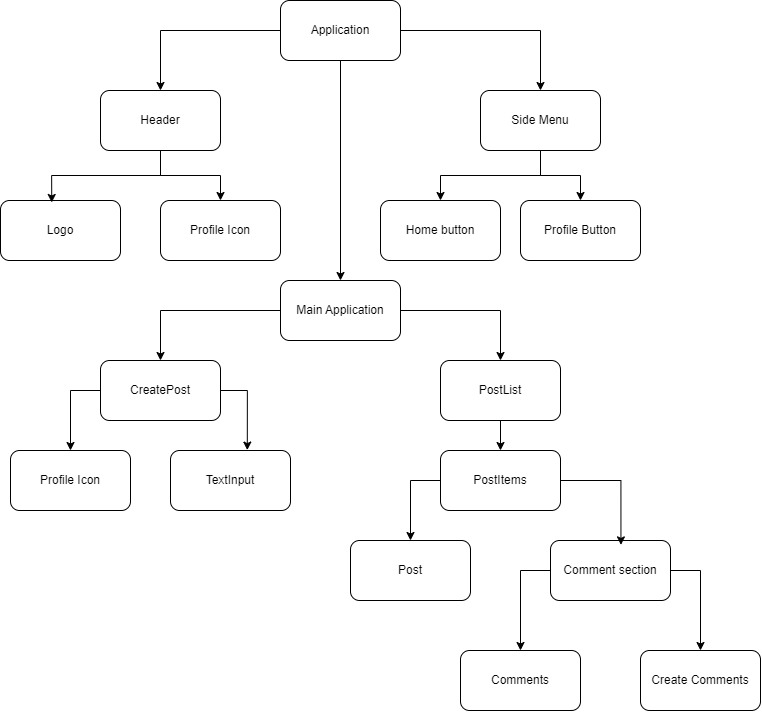 Application
Header
Side Menu
Logo
Profile Icon
Home button
Profile Button
Main Application
CreatePost
PostList
Profile Icon
TextInput
PostItems
Post
Comment section
Comments
Create Comments